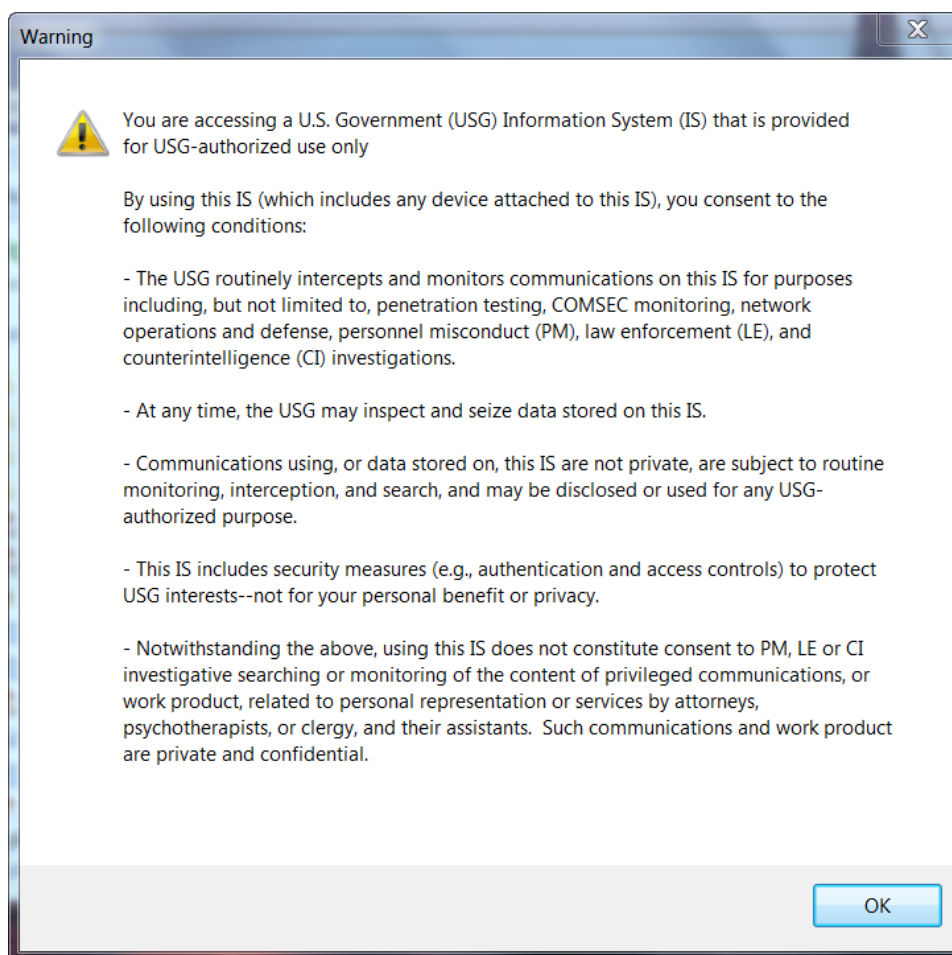 Warning
You are accessing a U.S. Government (USG) Information System (IS) that is provided
for USG-authorized use only
By using this IS (which includes any device attached to this IS), you consent to the
following conditions:
- The USG routinely intercepts and monitors communications on this IS for purposes
including, but not limited to, penetration testing, COMSEC monitoring, network
operations and defense, personnel misconduct (PM), law enforcement (LE), and
counterintelligence (CI) investigations.
- At any time, the USG may inspect and seize data stored on this IS.
- Communications using, or data stored on, this IS are not private, are subject to routine
monitoring, interception, and search, and may be disclosed or used for any USG-
authorized purpose.
- This IS includes security measures (e.g., authentication and access controls) to protect
USG interests--not for your personal benefit or privacy.
- Notwithstanding the above, using this IS does not constitute consent to PM, LE or CI
investigative searching or monitoring of the content of privileged communications, or
work product, related to personal representation or services by attorneys,
psychotherapists, or clergy, and their assistants.  Such communications and work product
are private and confidential.
OK